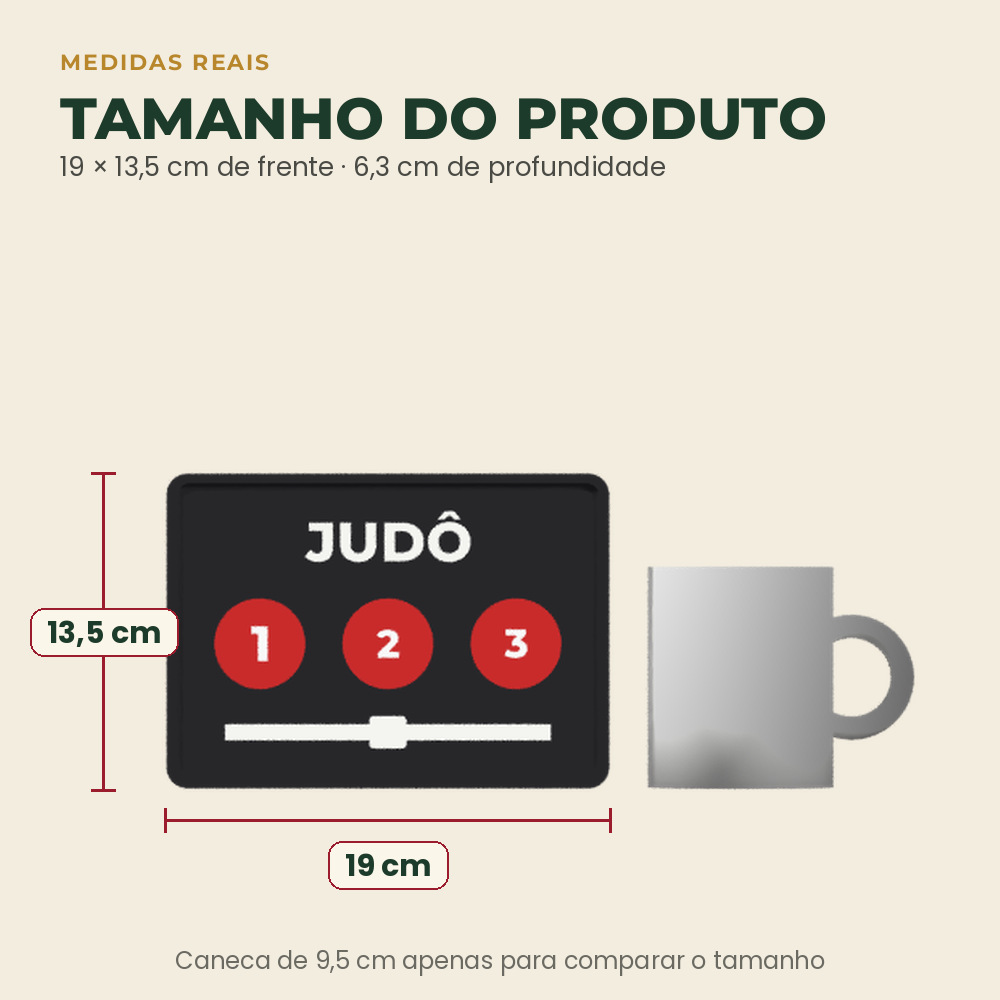 MEDIDAS REAIS
TAMANHO DO PRODUTO
19 × 13,5 cm de frente · 6,3 cm de profundidade
JUDÔ
1 2 3
13,5 cm
19 cm
Caneca de 9,5 cm apenas para comparar o tamanho